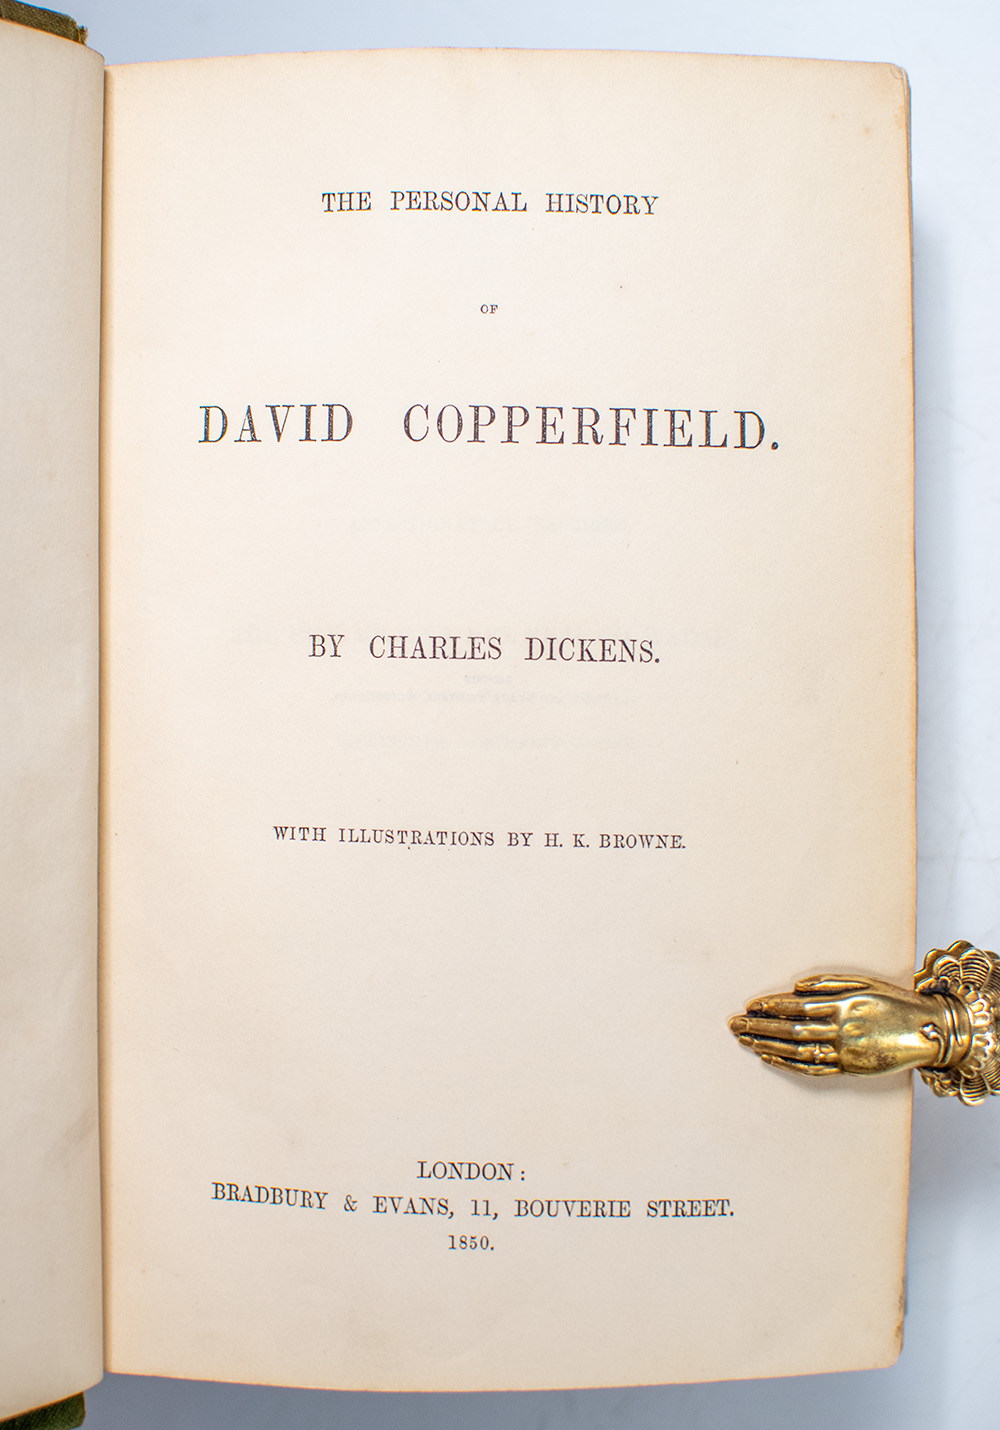 THE PERSONAL HISTORY
OF
DAVID COPPERFIELD.
BY CHARLES DICKENS.
WITH ILLUSTRATIONS BY H. K. BROWNE.
LONDON:
BRADBURY & EVANS, 11, BOUVERIE STREET.
1850.